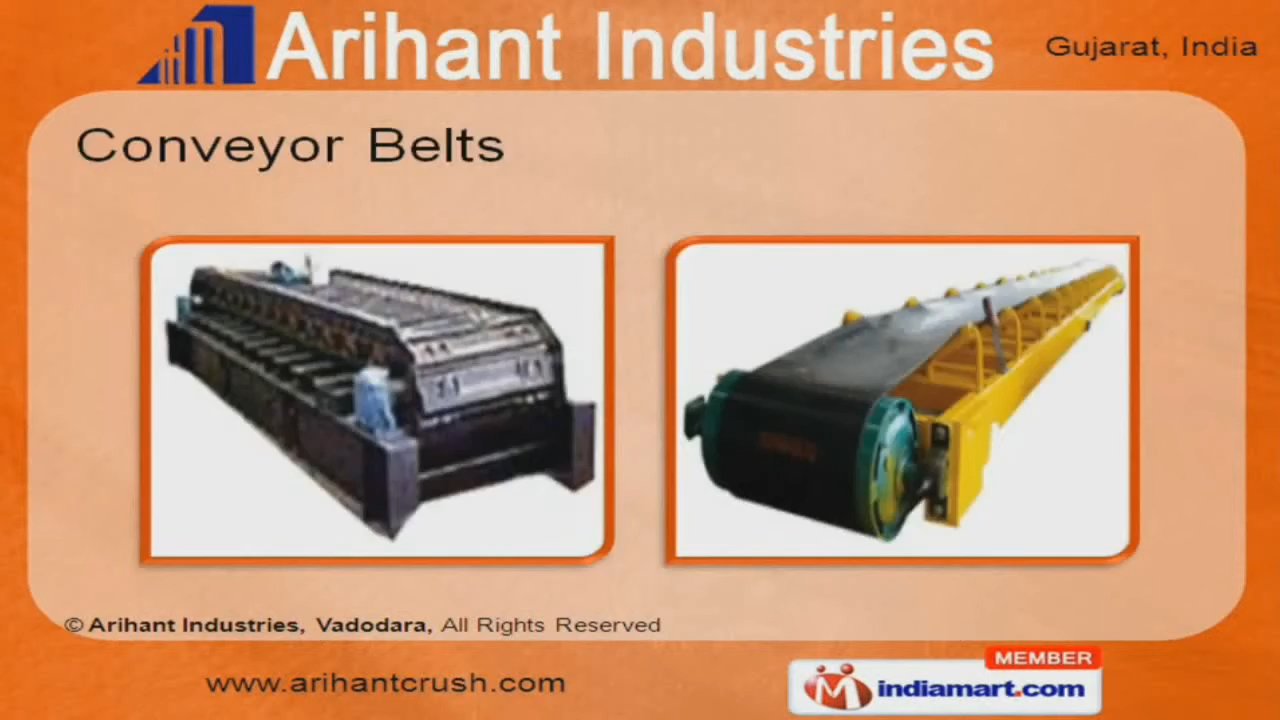 Arihant Industries
Gujarat, India
Conveyor Belts
© Arihant Industries, Vadodara, All Rights Reserved
www.arihantcrush.com
MEMBER
indiamart.com